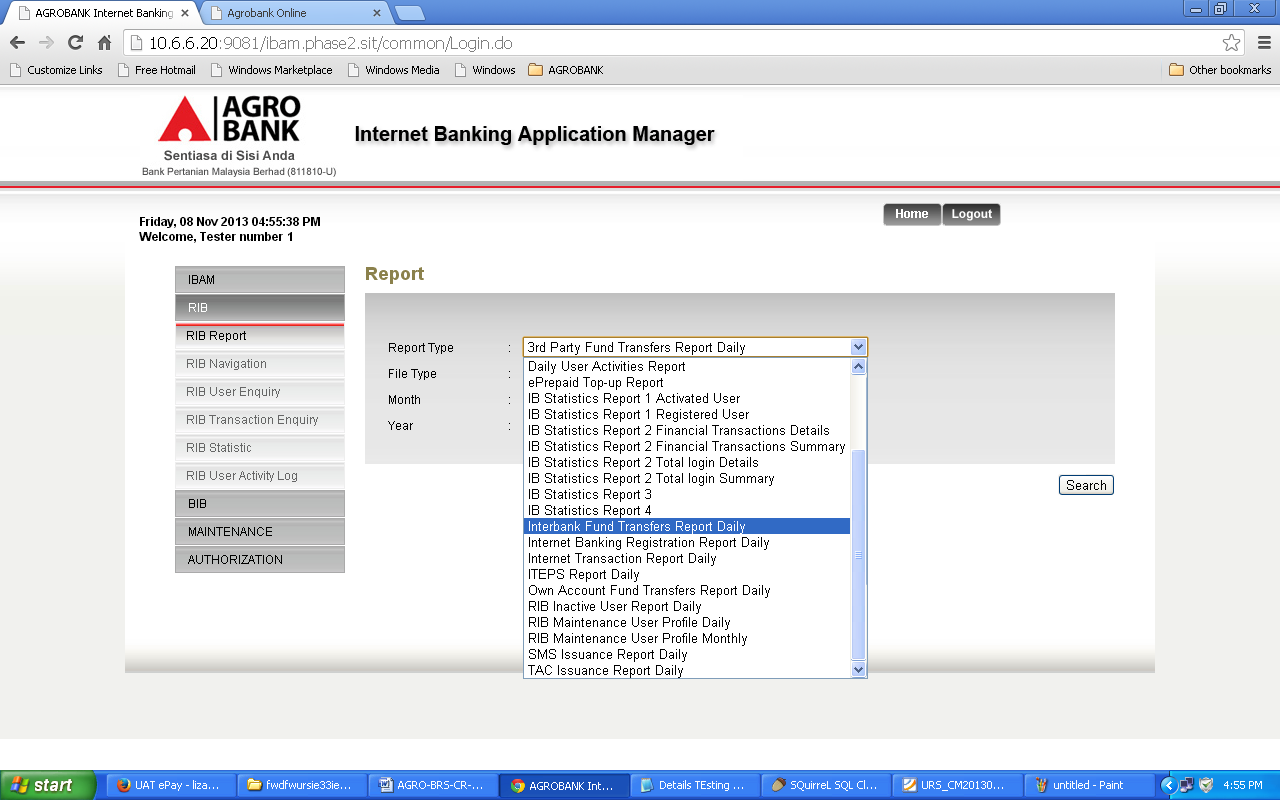 AGROBANK Internet Banking
Agrobank Online
10.6.6.20:9081/ibam.phase2.sit/common/Login.do
Customize Links
Free Hotmail
Windows Marketplace
Windows Media
Windows
AGROBANK
Other bookmarks
AGRO
BANK
Sentiasa di Sisi Anda
Bank Pertanian Malaysia Berhad (811810-U)
Internet Banking Application Manager
Friday, 08 Nov 2013 04:55:38 PM
Welcome, Tester number 1
Home
Logout
IBAM
RIB
RIB Report
RIB Navigation
RIB User Enquiry
RIB Transaction Enquiry
RIB Statistic
RIB User Activity Log
BIB
MAINTENANCE
AUTHORIZATION
Report
Report Type :
3rd Party Fund Transfers Report Daily
File Type :
Month :
Year :
Daily User Activities Report
ePrepaid Top-up Report
IB Statistics Report 1 Activated User
IB Statistics Report 1 Registered User
IB Statistics Report 2 Financial Transactions Details
IB Statistics Report 2 Financial Transactions Summary
IB Statistics Report 2 Total login Details
IB Statistics Report 2 Total login Summary
IB Statistics Report 3
IB Statistics Report 4
Interbank Fund Transfers Report Daily
Internet Banking Registration Report Daily
Internet Transaction Report Daily
ITEPS Report Daily
Own Account Fund Transfers Report Daily
RIB Inactive User Report Daily
RIB Maintenance User Profile Daily
RIB Maintenance User Profile Monthly
SMS Issuance Report Daily
TAC Issuance Report Daily
Search
start
UAT ePay - liza...
fwdfwursie33ie...
AGRO-BRS-CR-...
AGROBANK Int...
Details TEsting ...
SQuirreL SQL Cl...
URS_CM20130...
untitled - Paint
4:55 PM